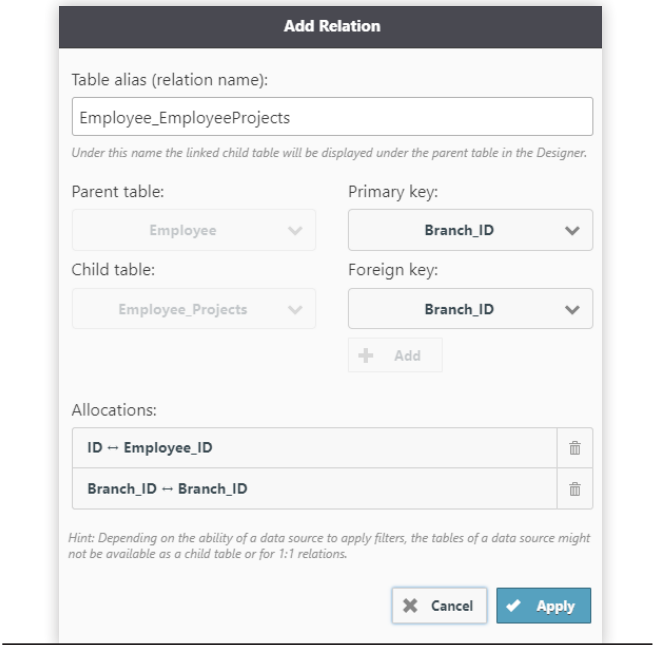 Add Relation
Table alias (relation name):
Employee_EmployeeProjects
Under this name the linked child table will be displayed under the parent table in the Designer.
Parent table:
Primary key:
Employee
Branch_ID
Child table:
Foreign key:
Employee_Projects
Branch_ID
Add
Allocations:
ID ↔ Employee_ID
Branch_ID ↔ Branch_ID
Hint: Depending on the ability of a data source to apply filters, the tables of a data source might
not be available as a child table or for 1:1 relations.
Cancel
Apply